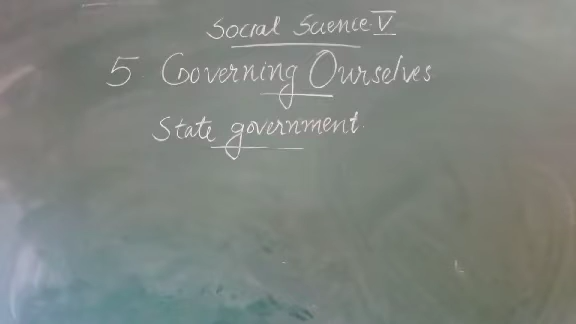 Social Science. V
5. Governing Ourselves
State government.